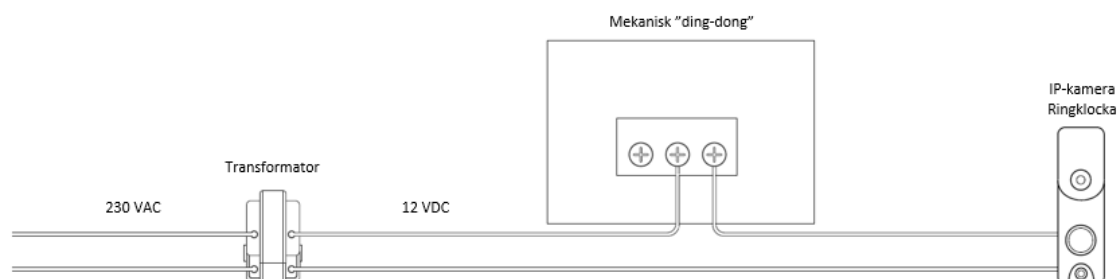 Mekanisk ”ding-dong”
IP-kamera
Ringklocka
Transformator
230 VAC
12 VDC